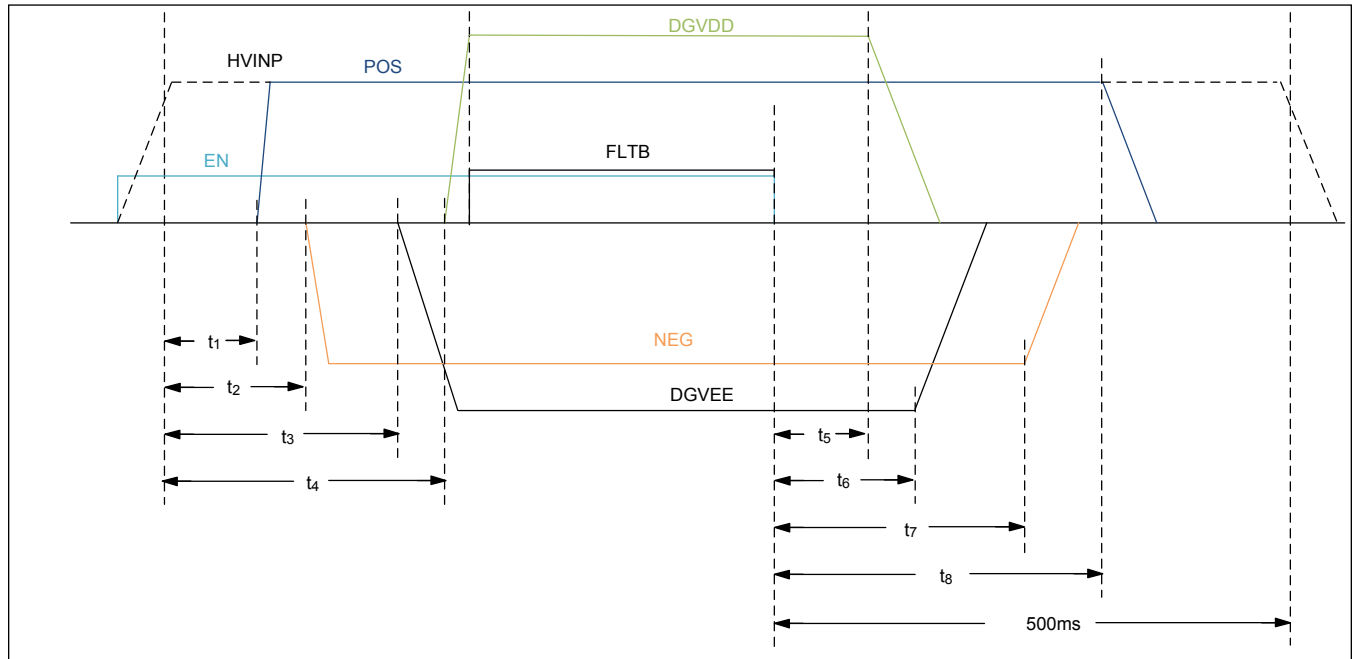 DGVDD
HVINP
POS
FLTB
EN
NEG
DGVEE
t1
t2
t3
t4
t5
t6
t7
t8
500ms